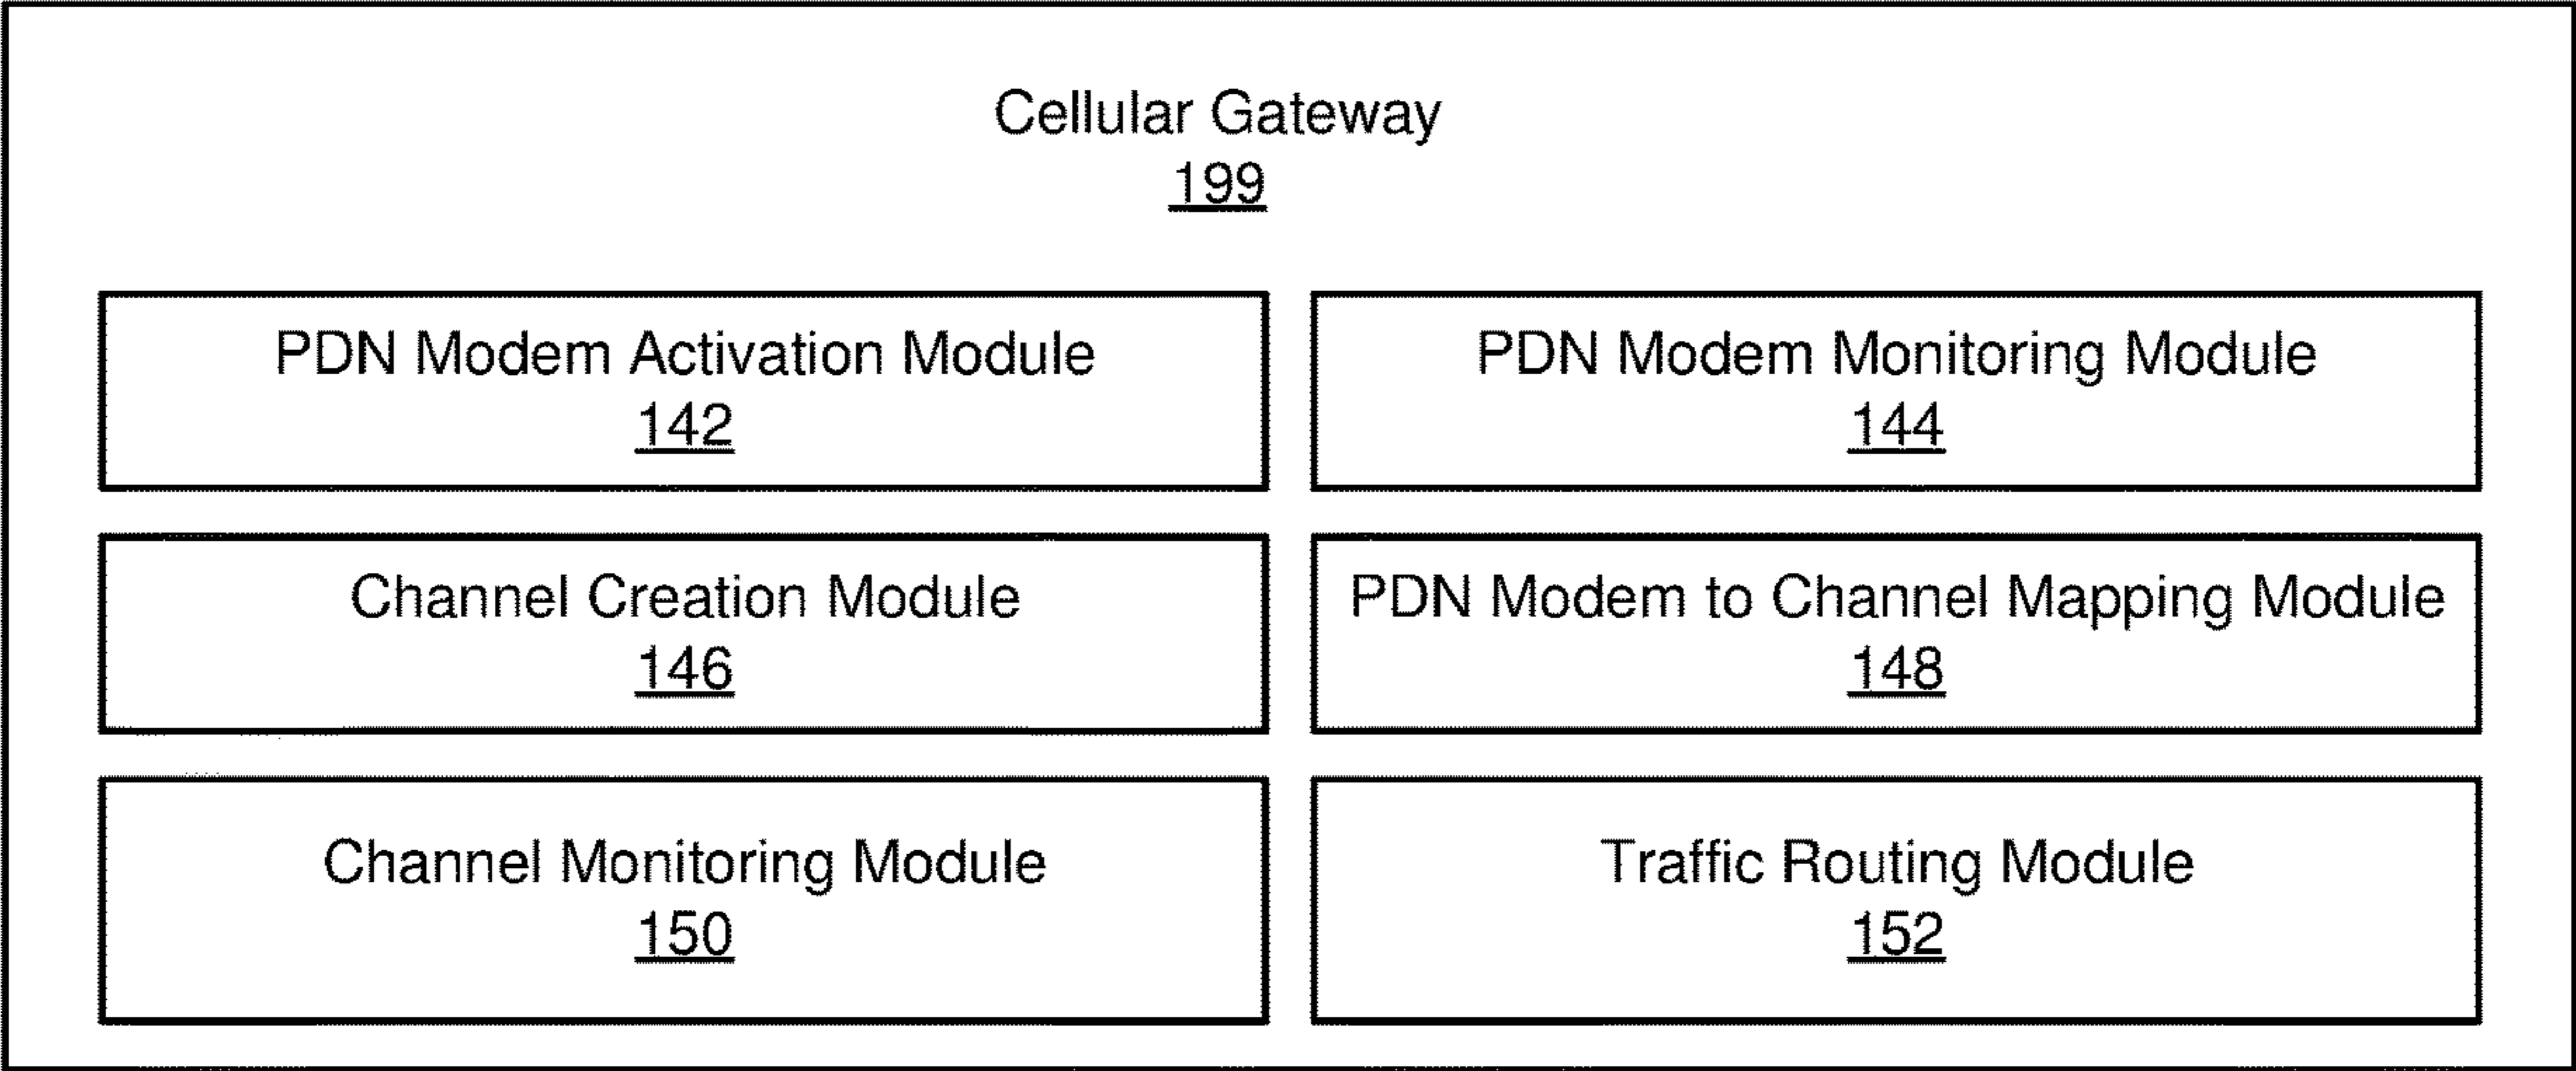 Cellular Gateway
199
PDN Modem Activation Module
142
PDN Modem Monitoring Module
144
Channel Creation Module
146
PDN Modem to Channel Mapping Module
148
Channel Monitoring Module
150
Traffic Routing Module
152